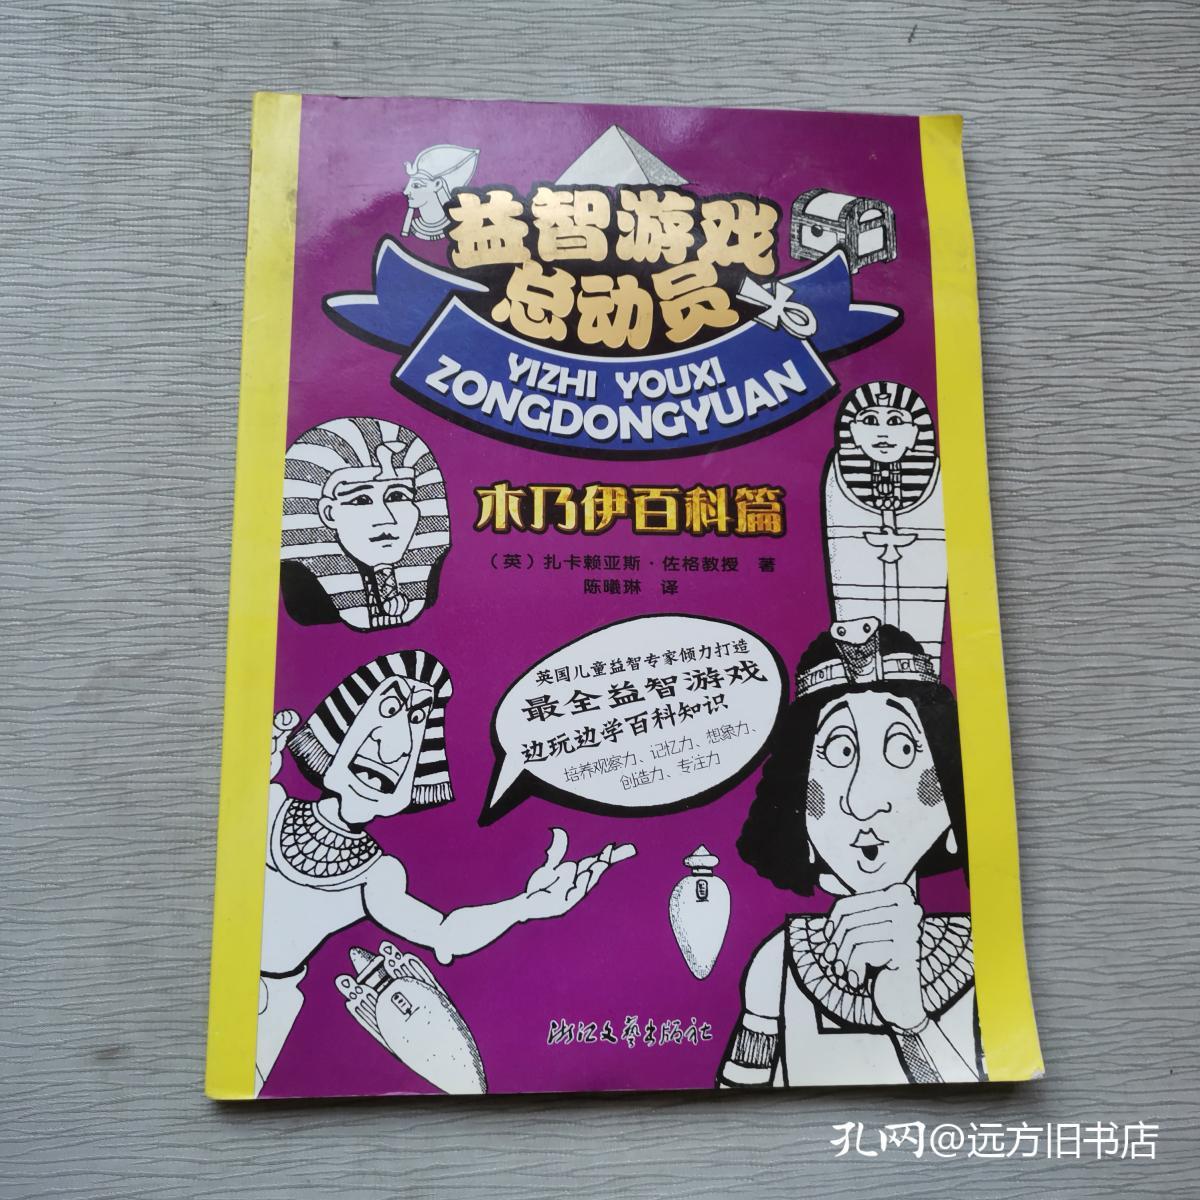 益智游戏
总动员
YIZHI YOUXI
ZONGDONGYUAN
木乃伊百科篇
（英）扎卡赖亚斯·佐格教授 著
陈曦琳 译
英国儿童益智专家倾力打造
最全益智游戏
边玩边学百科知识
培养观察力、记忆力、想象力、
创造力、专注力
浙江文艺出版社
孔网@远方旧书店